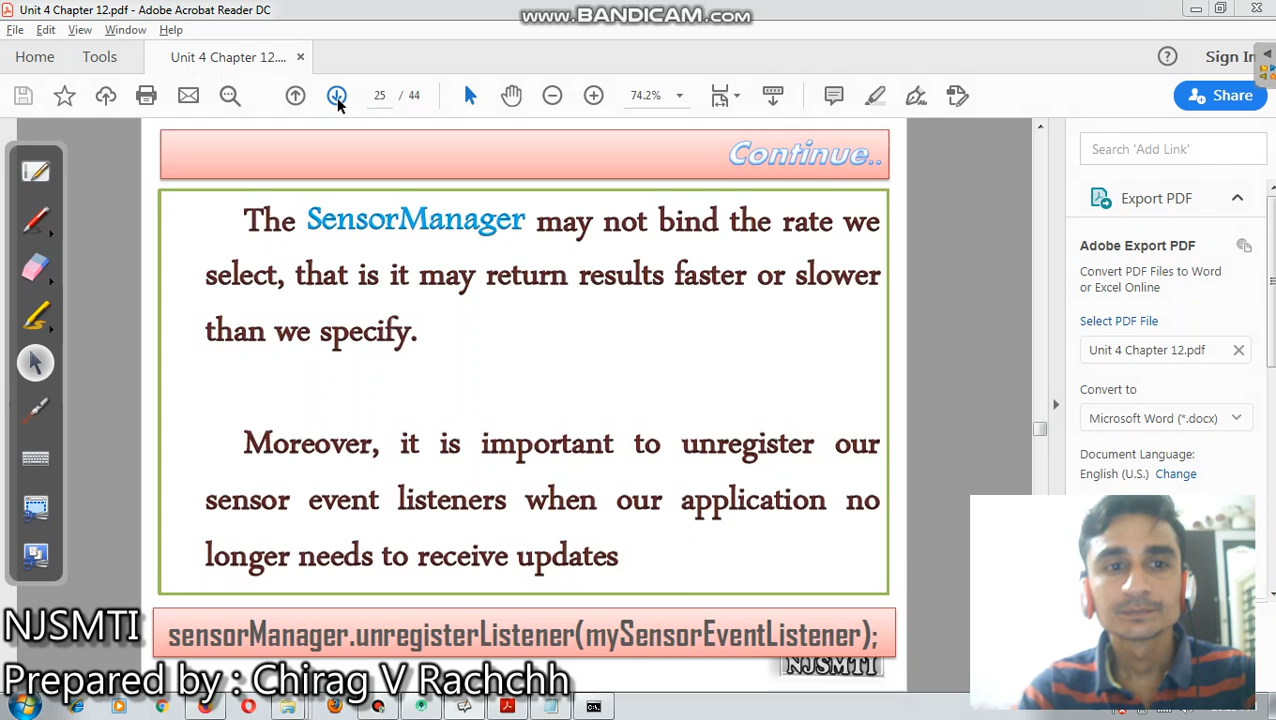 Unit 4 Chapter 12.pdf - Adobe Acrobat Reader DC
www.BANDICAM.com
File Edit View Window Help
Home Tools Unit 4 Chapter 12.... × Sign In
25 / 44 74.2% Share
Continue..
The SensorManager may not bind the rate we
select, that is it may return results faster or slower
than we specify.
Moreover, it is important to unregister our
sensor event listeners when our application no
longer needs to receive updates
sensorManager.unregisterListener(mySensorEventListener);
NJSMTI
Search 'Add Link'
Export PDF
Adobe Export PDF
Convert PDF Files to Word
or Excel Online
Select PDF File
Unit 4 Chapter 12.pdf
Convert to
Microsoft Word (*.docx)
Document Language:
English (U.S.) Change
NJSMTI
Prepared by : Chirag V Rachchh